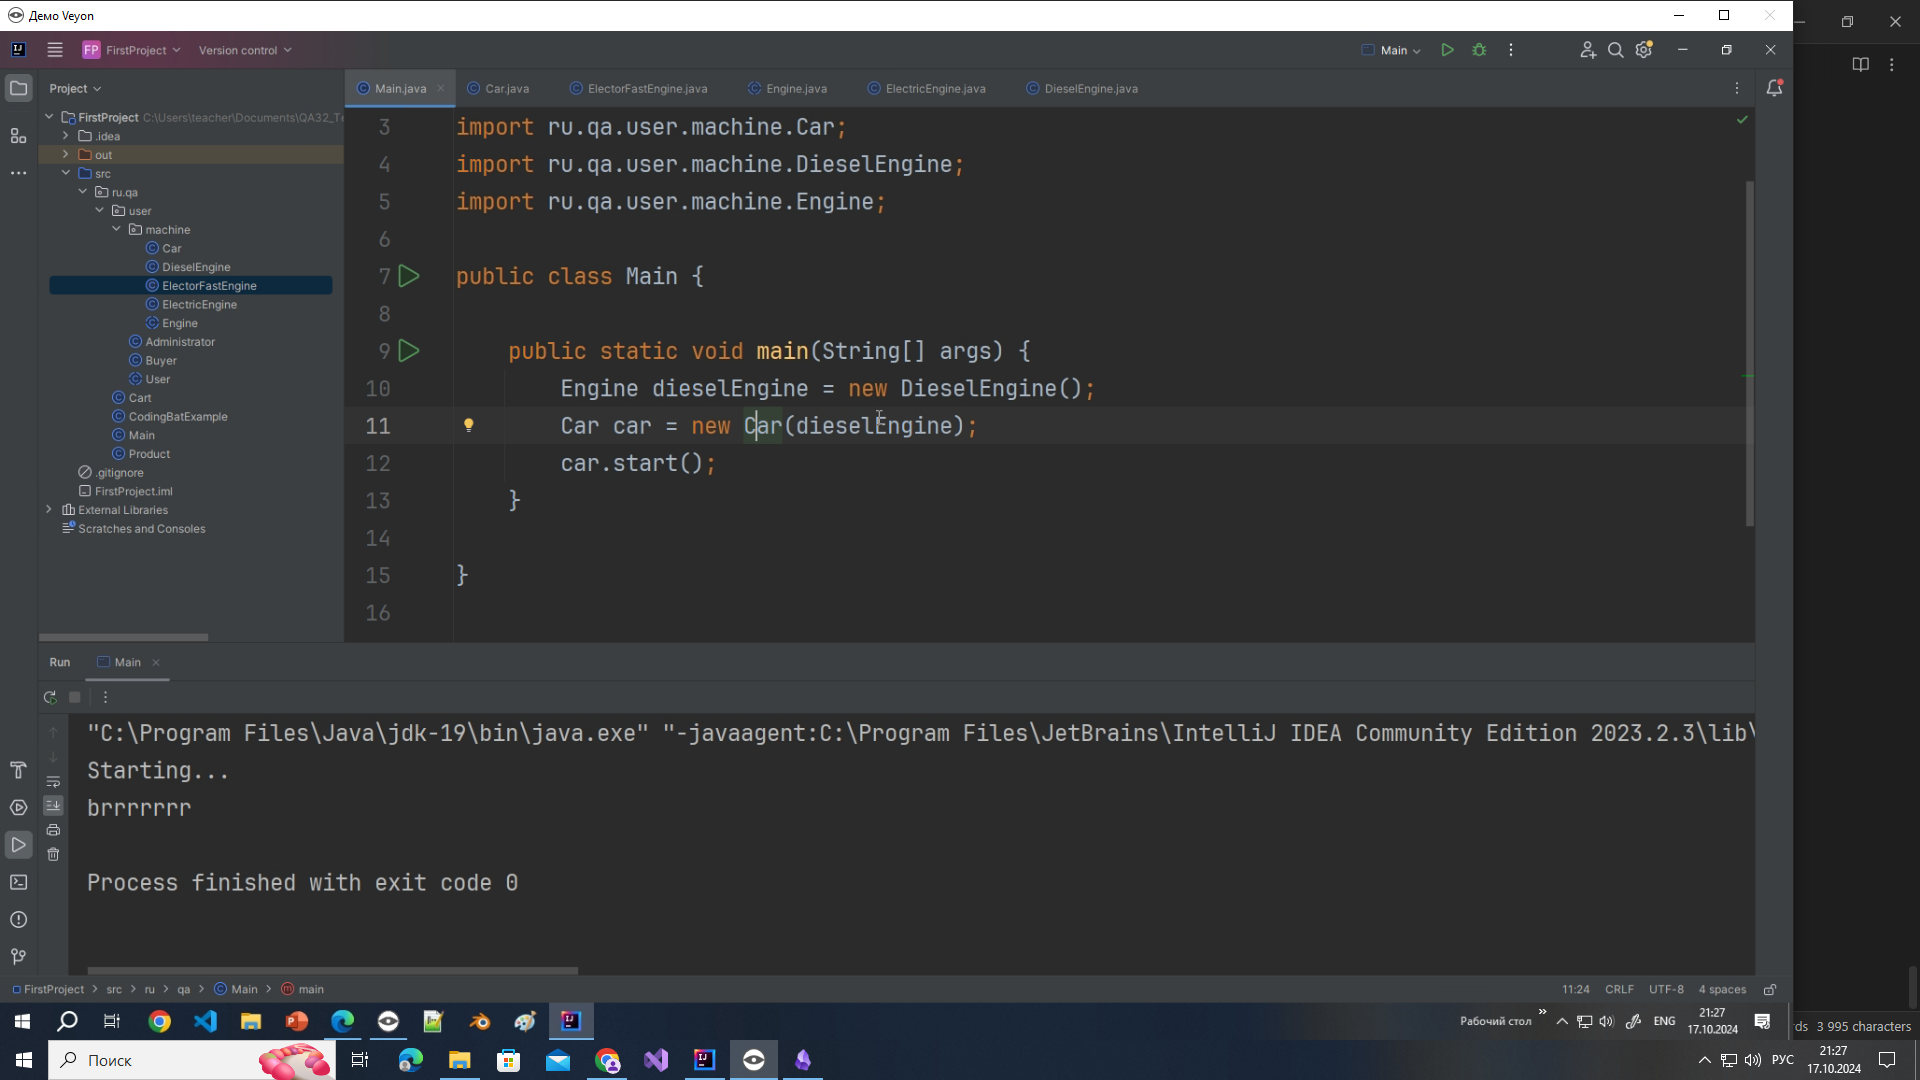 Демо Veyon
FP FirstProject Version control Main
Project
Main.java Car.java ElectorFastEngine.java Engine.java ElectricEngine.java DieselEngine.java
FirstProject C:\Users\teacher\Documents\QA32_Te
.idea
out
src
ru.qa
user
machine
Car
DieselEngine
ElectorFastEngine
ElectricEngine
Engine
Administrator
Buyer
User
Cart
CodingBatExample
Main
Product
.gitignore
FirstProject.iml
External Libraries
Scratches and Consoles
3 import ru.qa.user.machine.Car;
4 import ru.qa.user.machine.DieselEngine;
5 import ru.qa.user.machine.Engine;
6
7 public class Main {
8
9 public static void main(String[] args) {
10 Engine dieselEngine = new DieselEngine();
11 Car car = new Car(dieselEngine);
12 car.start();
13 }
14
15 }
16
Run Main
"C:\Program Files\Java\jdk-19\bin\java.exe" "-javaagent:C:\Program Files\JetBrains\IntelliJ IDEA Community Edition 2023.2.3\lib\
Starting...
brrrrrrr
Process finished with exit code 0
FirstProject > src > ru > qa > Main > main 11:24 CRLF UTF-8 4 spaces
Рабочий стол ENG 21:27
17.10.2024
rds 3 995 characters
Поиск РУС 21:27
17.10.2024